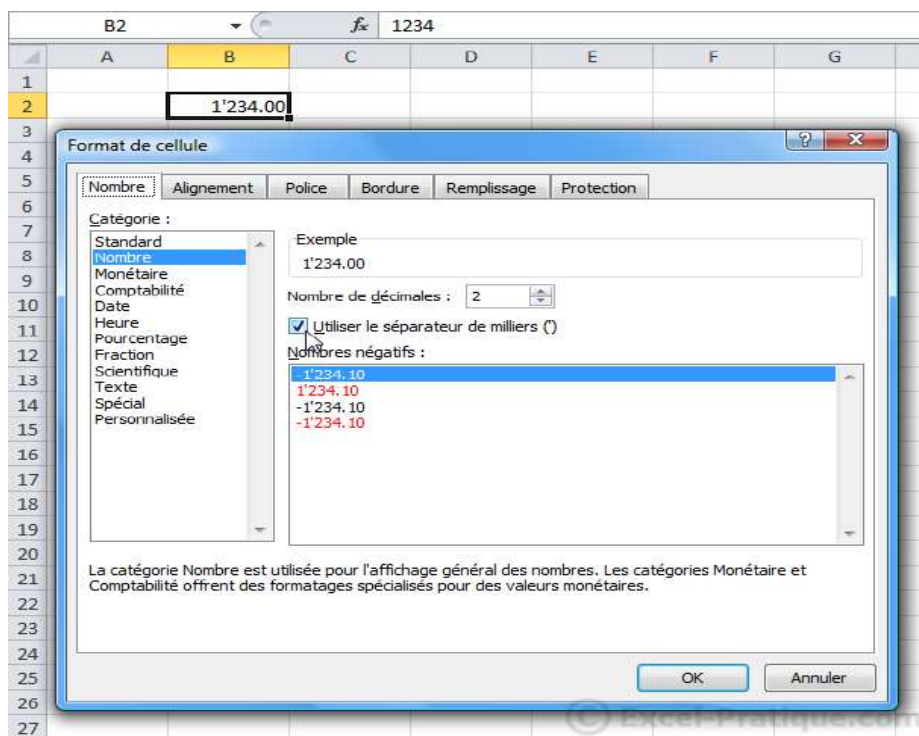 B2 fx 1234
A B C D E F G
1
2 1'234.00
3
Format de cellule
4
5 Nombre Alignement Police Bordure Remplissage Protection
6
Catégorie :
7
Standard Exemple
8
Nombre 1'234.00
9
Monétaire
Comptabilité Nombre de décimales : 2
10
Date
11
Heure Utiliser le séparateur de milliers (')
Pourcentage
12
Fraction Nombres négatifs :
13
Scientifique -1'234.10
Texte 1'234.10
14
Spécial -1'234.10
15
Personnalisée -1'234.10
16
17
18
19
20
La catégorie Nombre est utilisée pour l'affichage général des nombres. Les catégories Monétaire et
21
Comptabilité offrent des formatages spécialisés pour des valeurs monétaires.
22
23
24
25 OK Annuler
26
(C) Excel-Pratique.com
27